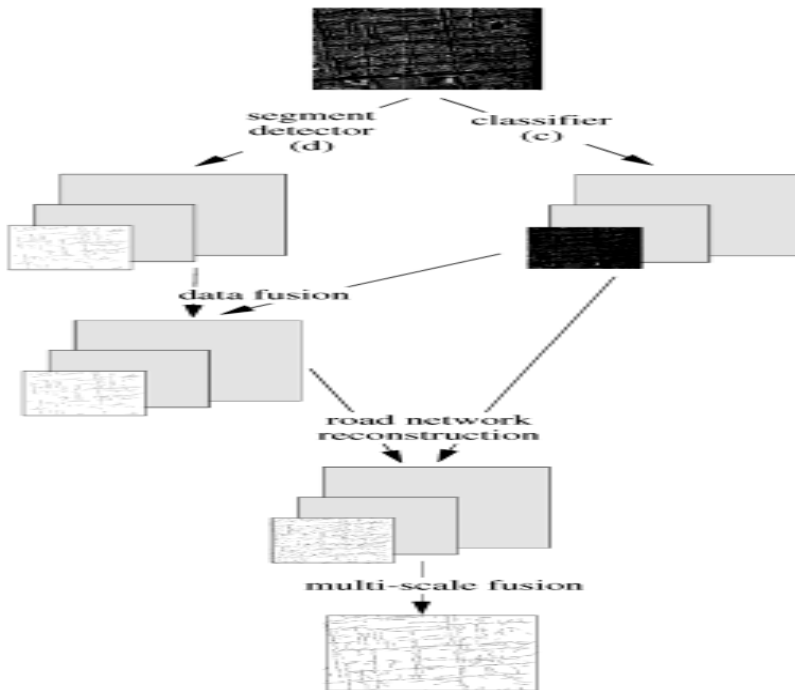 segment
detector
(d)
classifier
(c)
data fusion
road network
reconstruction
multi-scale fusion